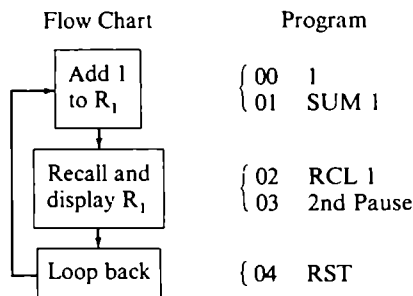 Flow Chart Program
Add 1
to R₁
00 1
01 SUM 1
Recall and
display R₁
02 RCL 1
03 2nd Pause
Loop back
04 RST